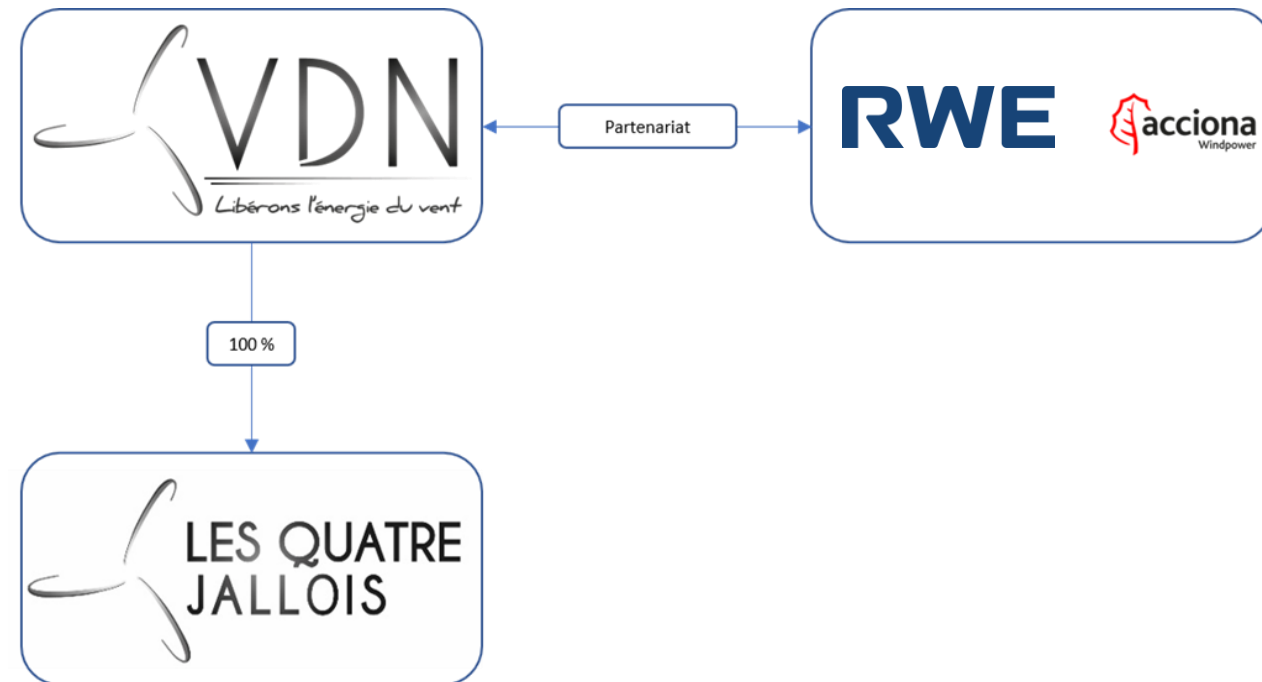 VDN
Libérons l'énergie du vent
Partenariat
RWE
acciona
Windpower
100 %
LES QUATRE
JALLOIS